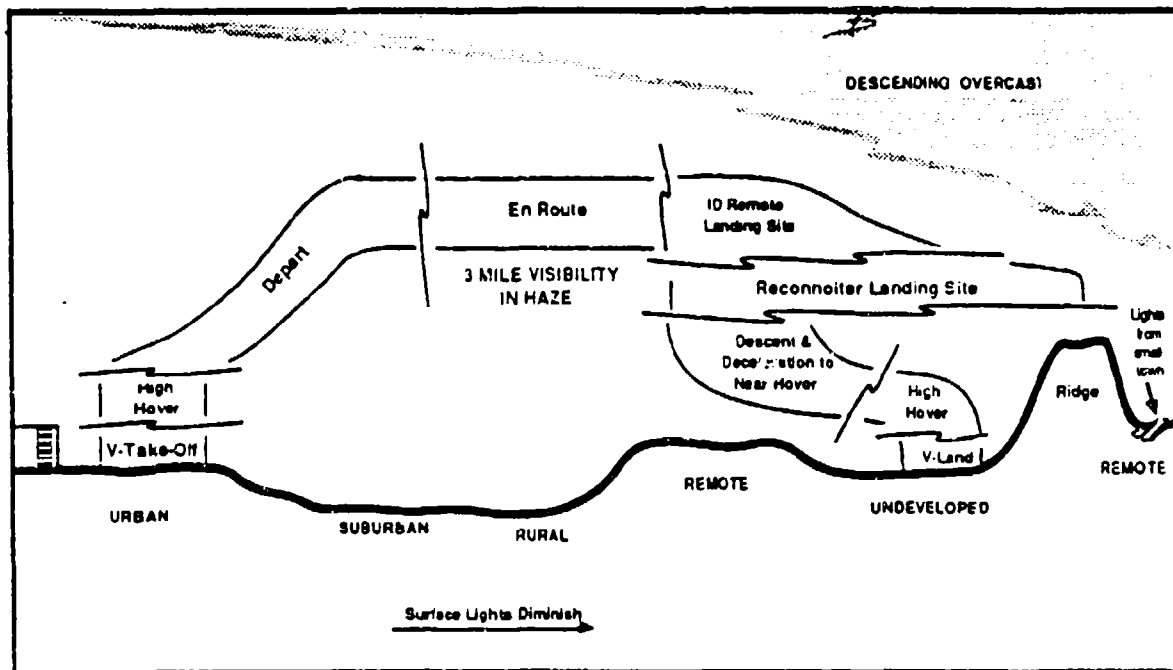 DESCENDING OVERCAST
En Route
ID Remote
Landing Site
Depart
3 MILE VISIBILITY
IN HAZE
Reconnoiter Landing Site
Lights
from
small
town
Descent &
Deceleration to
Near Hover
High
Hover
High
Hover
Ridge
V-Take-Off
V-Land
REMOTE
REMOTE
URBAN
UNDEVELOPED
SUBURBAN
RURAL
Surface Lights Diminish